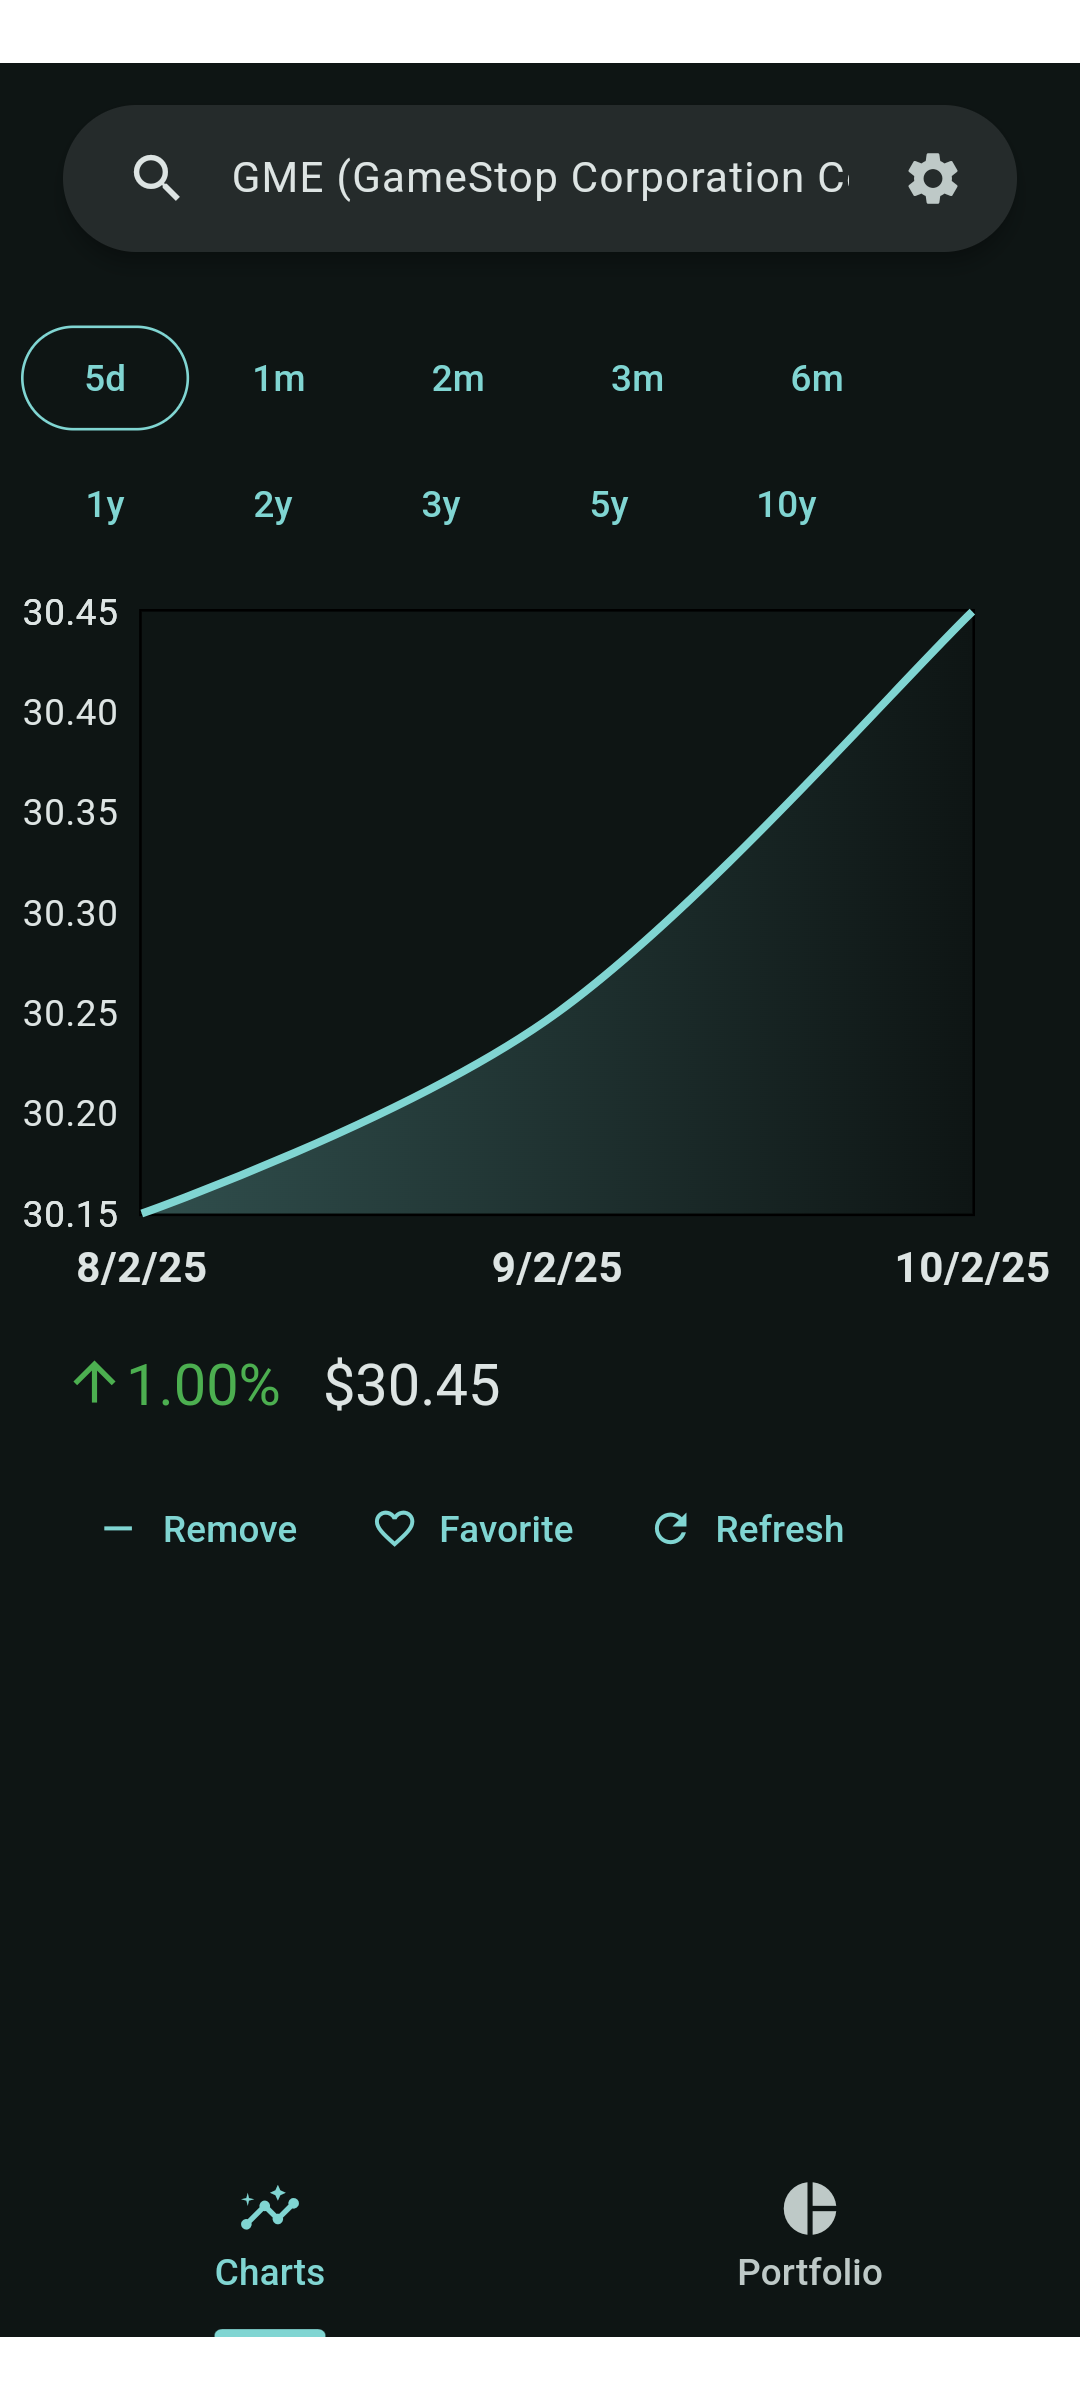 GME (GameStop Corporation C
5d 1m 2m 3m 6m
1y 2y 3y 5y 10y
30.45
30.40
30.35
30.30
30.25
30.20
30.15
8/2/25 9/2/25 10/2/25
1.00% $30.45
Remove Favorite Refresh
Charts Portfolio